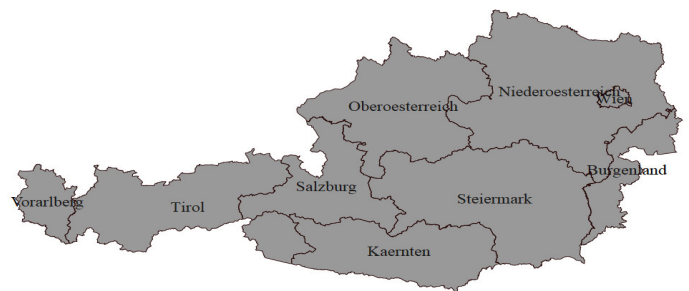 Niederoesterreich
Wien
Oberoesterreich
Burgenland
Salzburg
Steiermark
Vorarlberg
Tirol
Kaernten